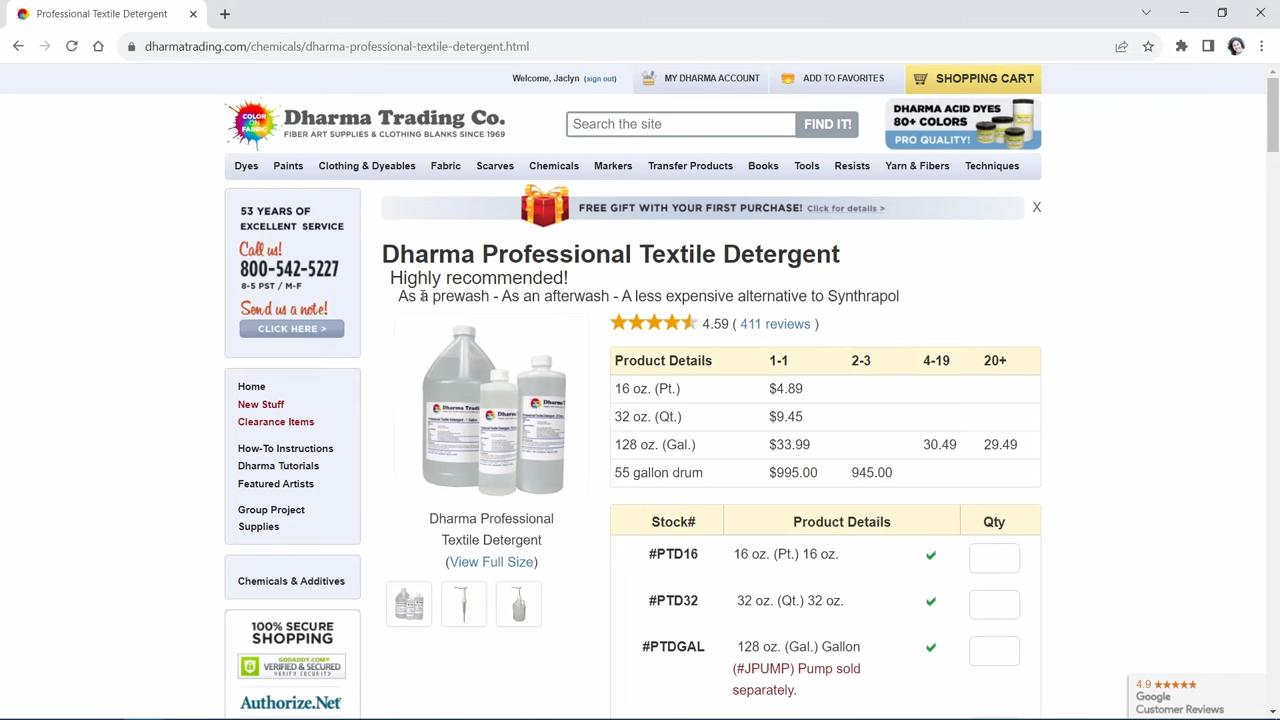 Professional Textile Detergent
dharmatrading.com/chemicals/dharma-professional-textile-detergent.html
Welcome, Jaclyn (sign out)
MY DHARMA ACCOUNT
ADD TO FAVORITES
SHOPPING CART
COLOR ON FABRIC
Dharma Trading Co.
FIBER ART SUPPLIES & CLOTHING BLANKS SINCE 1969
Search the site
FIND IT!
DHARMA ACID DYES
80+ COLORS
PRO QUALITY!
Dyes Paints Clothing & Dyeables Fabric Scarves Chemicals Markers Transfer Products Books Tools Resists Yarn & Fibers Techniques
53 YEARS OF
EXCELLENT SERVICE
Call us!
800-542-5227
8-5 PST / M-F
Send us a note!
CLICK HERE >
FREE GIFT WITH YOUR FIRST PURCHASE! Click for details >
X
Dharma Professional Textile Detergent
Highly recommended!
As a prewash - As an afterwash - A less expensive alternative to Synthrapol
4.59 ( 411 reviews )
Product Details 1-1 2-3 4-19 20+
16 oz. (Pt.) $4.89
32 oz. (Qt.) $9.45
128 oz. (Gal.) $33.99 30.49 29.49
55 gallon drum $995.00 945.00
Home
New Stuff
Clearance Items
How-To Instructions
Dharma Tutorials
Featured Artists
Group Project
Supplies
Chemicals & Additives
100% SECURE
SHOPPING
GODADDY.COM
VERIFIED & SECURED
VERIFY SECURITY
Authorize.Net
Dharma Professional
Textile Detergent
(View Full Size)
Stock# Product Details Qty
#PTD16 16 oz. (Pt.) 16 oz.
#PTD32 32 oz. (Qt.) 32 oz.
#PTDGAL 128 oz. (Gal.) Gallon
(#JPUMP) Pump sold
separately.
4.9
Google
Customer Reviews